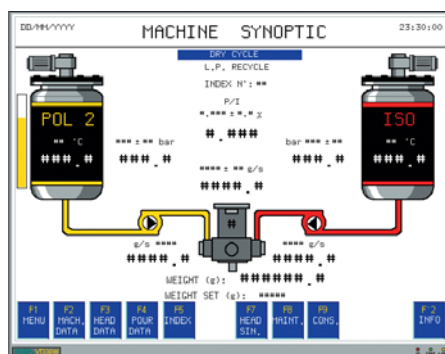 DD/MM/YYYY MACHINE SYNOPTIC 23:30:00
DRY CYCLE
L.P. RECYCLE
INDEX N°: **
P/I
*.*** ± *.* %
#.###
POL 2
** °C
###.#
*** ± ** bar
###.#
bar *** ± **
###.#
ISO
** °C
###.#
**** ± ** g/s
####.#
#
g/s ****
####.#
**** g/s
####.#
WEIGHT (g): ######.#
WEIGHT SET (g): *****
F1 MENU
F2 MACH. DATA
F3 HEAD DATA
F4 POUR DATA
F5 INDEX
F7 HEAD SIN.
F8 MAINT.
F9 CONS.
F12 INFO